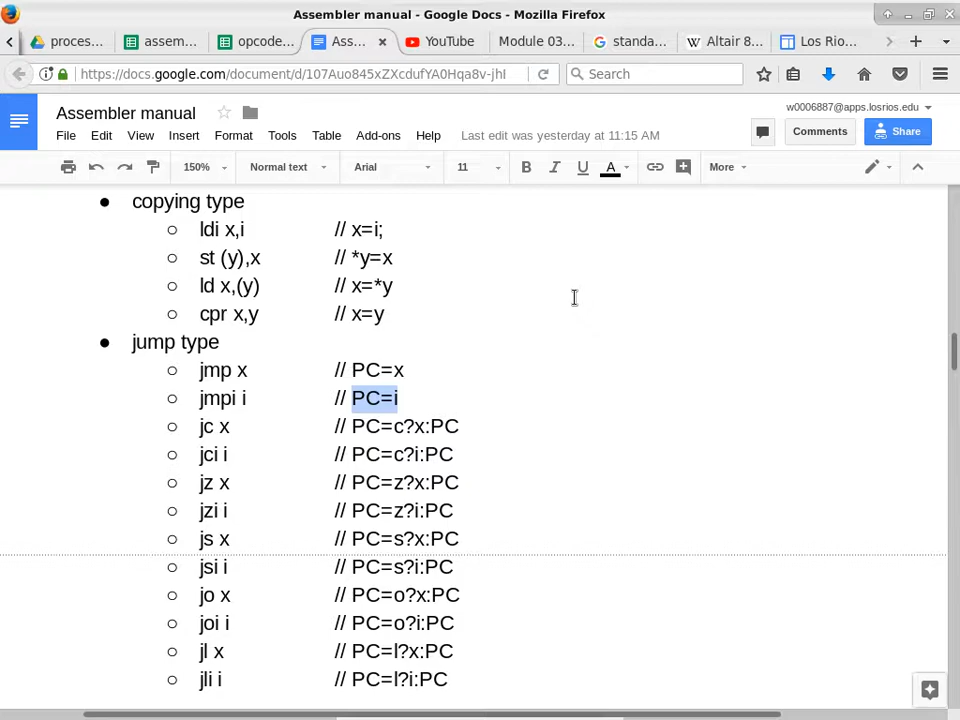 Assembler manual - Google Docs - Mozilla Firefox
proces... assem... opcode... Ass... YouTube Module 03... standa... Altair 8... Los Rio...
https://docs.google.com/document/d/107Auo845xZXcdufYA0Hqa8v-jhI Search
Assembler manual w0006887@apps.losrios.edu
File Edit View Insert Format Tools Table Add-ons Help Last edit was yesterday at 11:15 AM Comments Share
150% Normal text Arial 11 B I U A More
● copying type
○ ldi x,i // x=i;
○ st (y),x // *y=x
○ ld x,(y) // x=*y
○ cpr x,y // x=y
● jump type
○ jmp x // PC=x
○ jmpi i // PC=i
○ jc x // PC=c?x:PC
○ jci i // PC=c?i:PC
○ jz x // PC=z?x:PC
○ jzi i // PC=z?i:PC
○ js x // PC=s?x:PC
○ jsi i // PC=s?i:PC
○ jo x // PC=o?x:PC
○ joi i // PC=o?i:PC
○ jl x // PC=l?x:PC
○ jli i // PC=l?i:PC